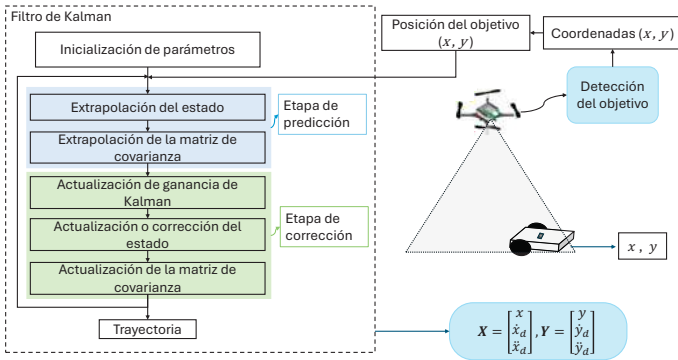 Filtro de Kalman
Inicialización de parámetros
Extrapolación del estado
Extrapolación de la matriz de
covarianza
Etapa de
predicción
Actualización de ganancia de
Kalman
Actualización o corrección del
estado
Actualización de la matriz de
covarianza
Etapa de
corrección
Trayectoria
Posición del objetivo
(x, y)
Coordenadas (x, y)
Detección
del objetivo
x , y
X = [x ẋ_d ẍ_d], Y = [y ẏ_d ÿ_d]